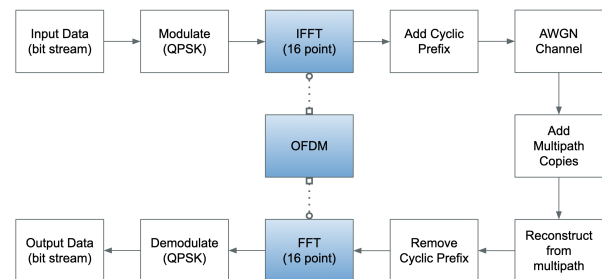 Input Data
(bit stream)
Modulate
(QPSK)
IFFT
(16 point)
Add Cyclic
Prefix
AWGN
Channel
OFDM
Add
Multipath
Copies
Output Data
(bit stream)
Demodulate
(QPSK)
FFT
(16 point)
Remove
Cyclic Prefix
Reconstruct
from
multipath